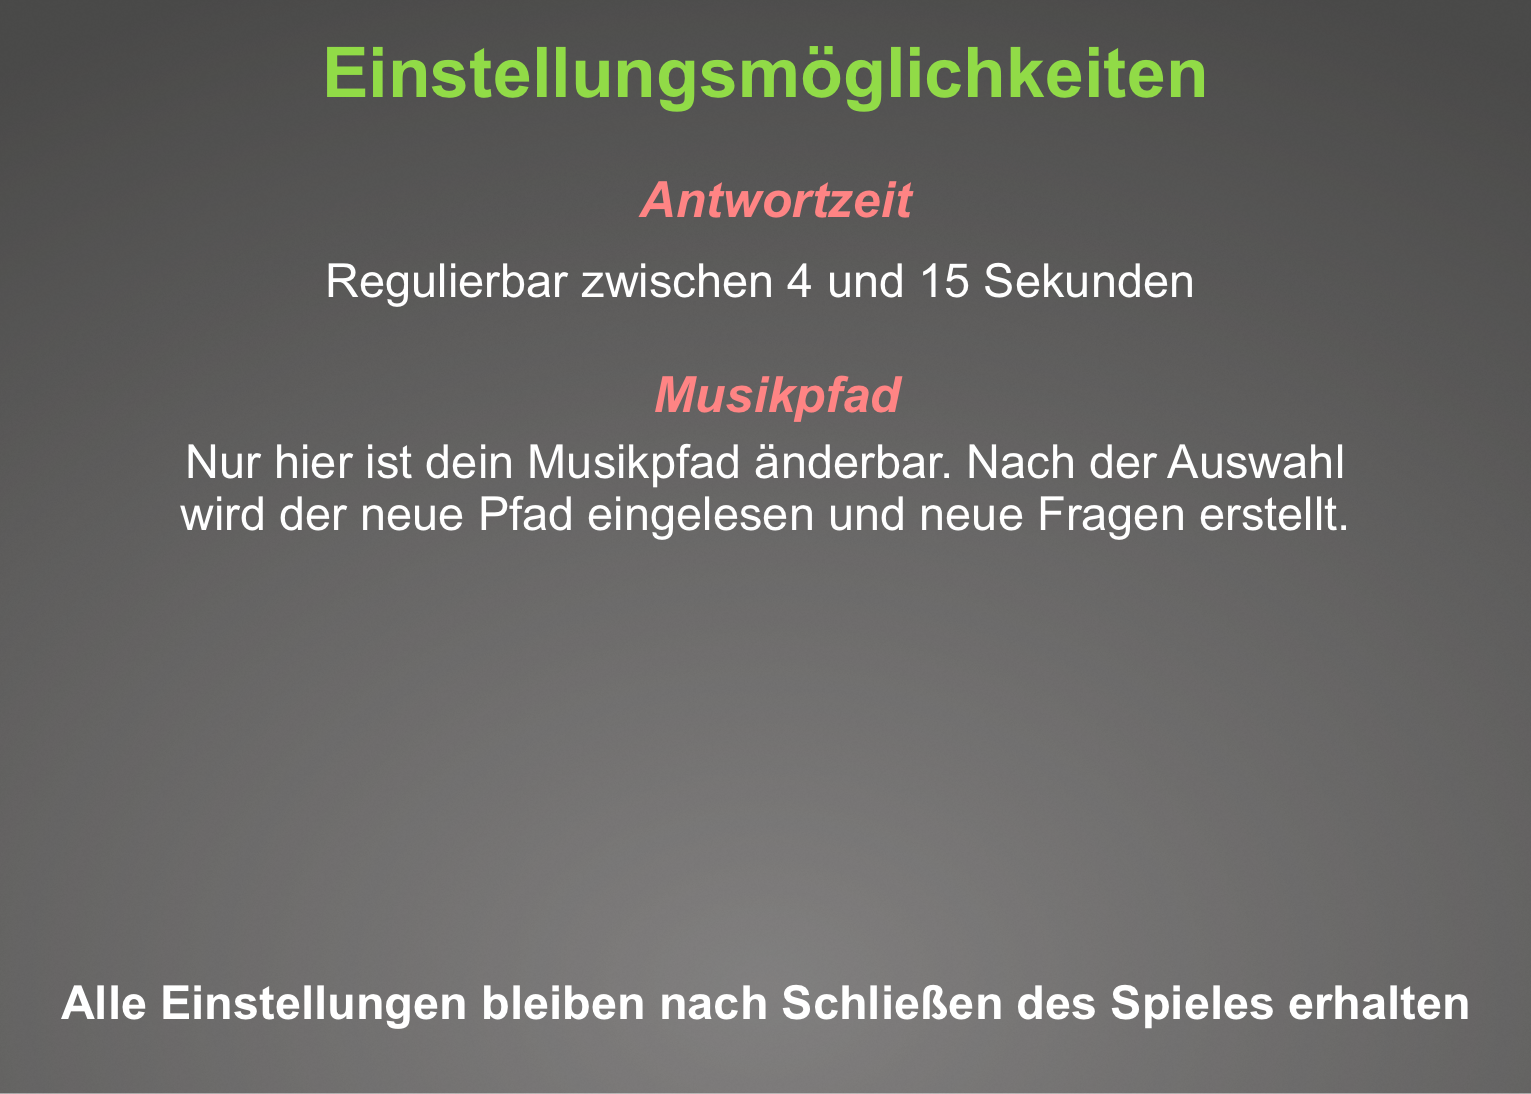 Einstellungsmöglichkeiten
Antwortzeit
Regulierbar zwischen 4 und 15 Sekunden
Musikpfad
Nur hier ist dein Musikpfad änderbar. Nach der Auswahl
wird der neue Pfad eingelesen und neue Fragen erstellt.
Alle Einstellungen bleiben nach Schließen des Spieles erhalten